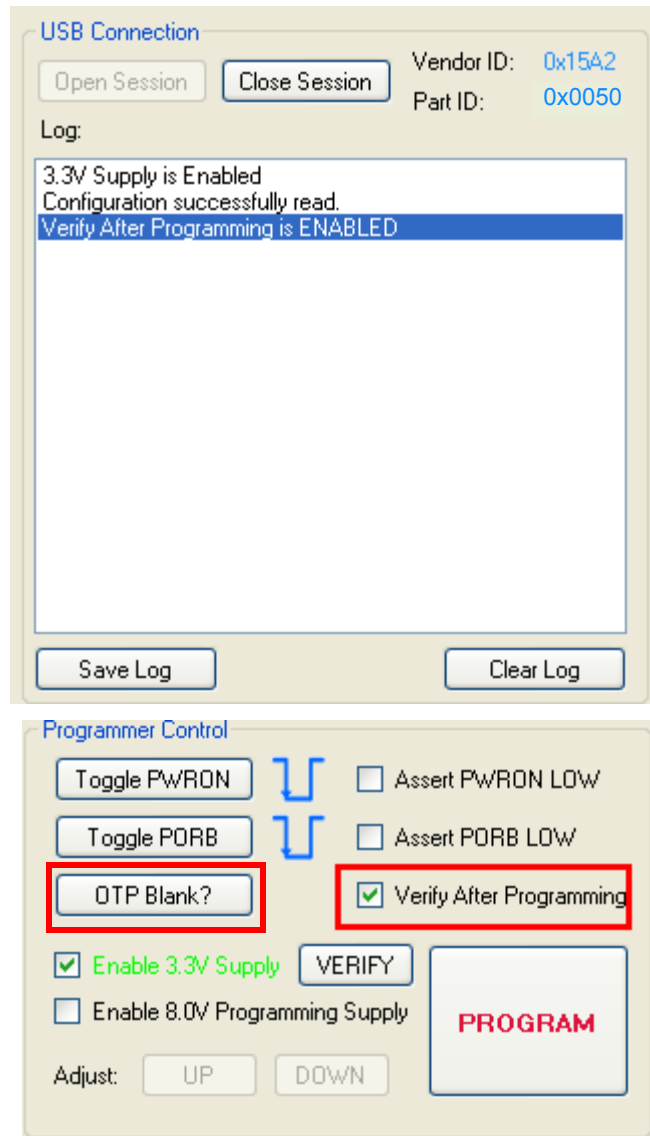 USB Connection
Open Session Close Session Vendor ID: 0x15A2
Part ID: 0x0050
Log:
3.3V Supply is Enabled
Configuration successfully read.
Verify After Programming is ENABLED
Save Log Clear Log
Programmer Control
Toggle PWRON Assert PWRON LOW
Toggle PORB Assert PORB LOW
OTP Blank? Verify After Programming
Enable 3.3V Supply VERIFY
Enable 8.0V Programming Supply
PROGRAM
Adjust: UP DOWN